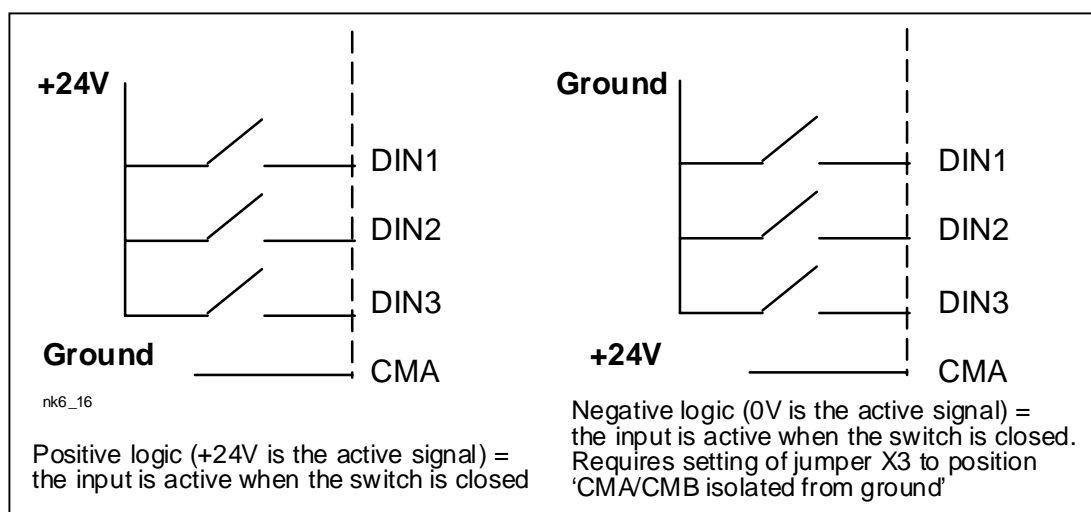 +24V
DIN1
DIN2
DIN3
Ground
CMA
nk6_16
Positive logic (+24V is the active signal) =
the input is active when the switch is closed
Ground
DIN1
DIN2
DIN3
+24V
CMA
Negative logic (0V is the active signal) =
the input is active when the switch is closed.
Requires setting of jumper X3 to position
‘CMA/CMB isolated from ground’